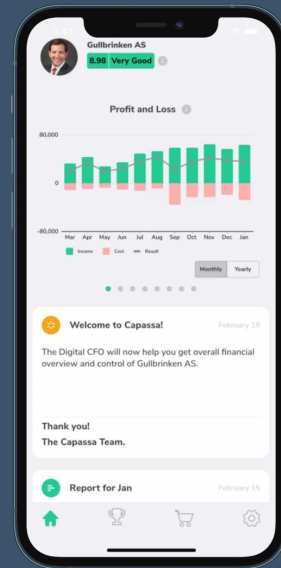 Gullbrinken AS
8.98 Very Good
Profit and Loss
80,000
0
-80,000
Mar Apr May Jun Jul Aug Sep Oct Nov Dec Jan
Income Cost Result
Monthly Yearly
Welcome to Capassa!
February 19
The Digital CFO will now help you get overall financial
overview and control of Gullbrinken AS.
Thank you!
The Capassa Team.
Report for Jan
February 15